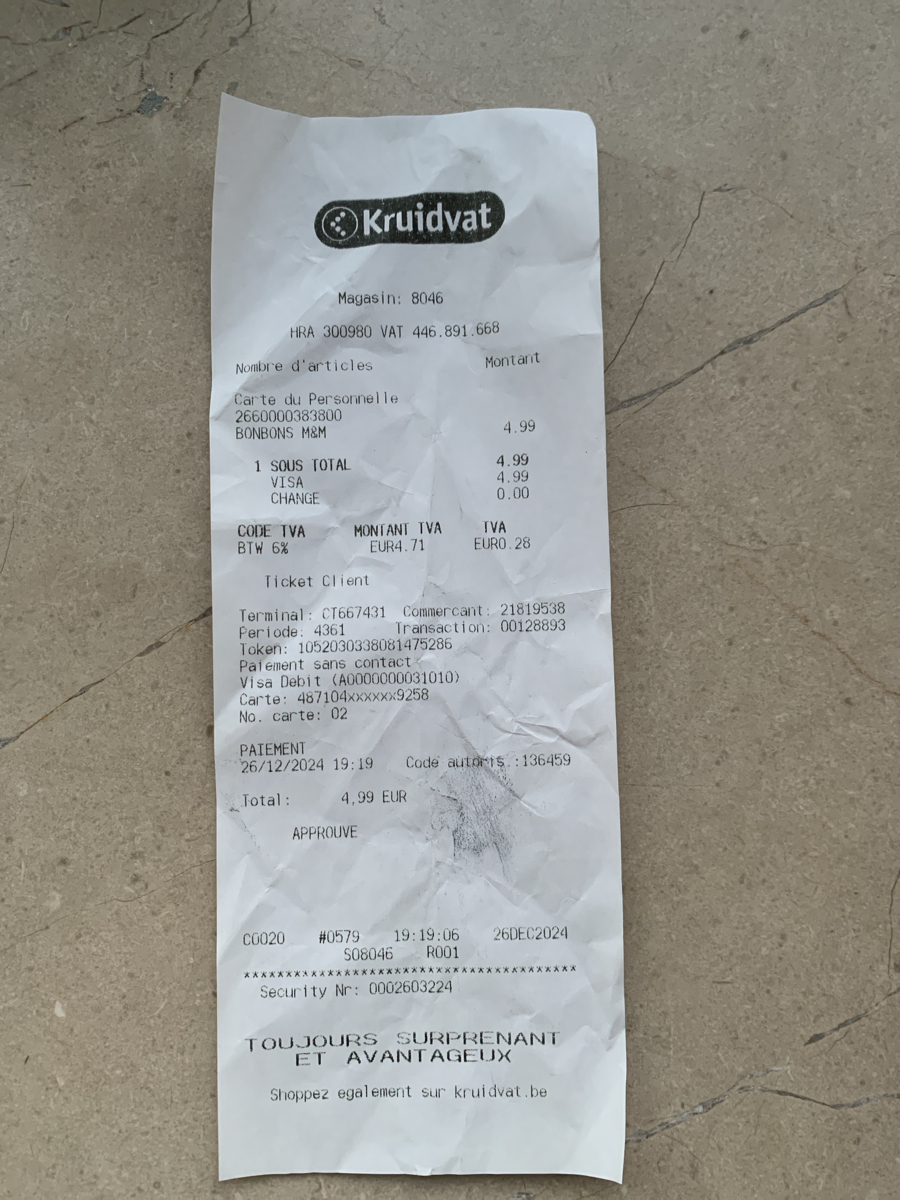 Kruidvat
Magasin: 8046
HRA 300980 VAT 446.891.668
Nombre d'articles Montant
Carte du Personnelle
2660000383800
BONBONS M&M 4.99
1 SOUS TOTAL 4.99
VISA 4.99
CHANGE 0.00
CODE TVA MONTANT TVA TVA
BTW 6% EUR4.71 EUR0.28
Ticket Client
Terminal: CT667431 Commercant: 21819538
Periode: 4361 Transaction: 00128893
Token: 1052030338081475286
Paiement sans contact
Visa Debit (A0000000031010)
Carte: 487104xxxxxx9258
No. carte: 02
PAIEMENT
26/12/2024 19:19 Code autoris.:136459
Total: 4,99 EUR
APPROUVE
C0020 #0579 19:19:06 26DEC2024
S08046 R001
****************************************
Security Nr: 0002603224
TOUJOURS SURPRENANT
ET AVANTAGEUX
Shoppez egalement sur kruidvat.be